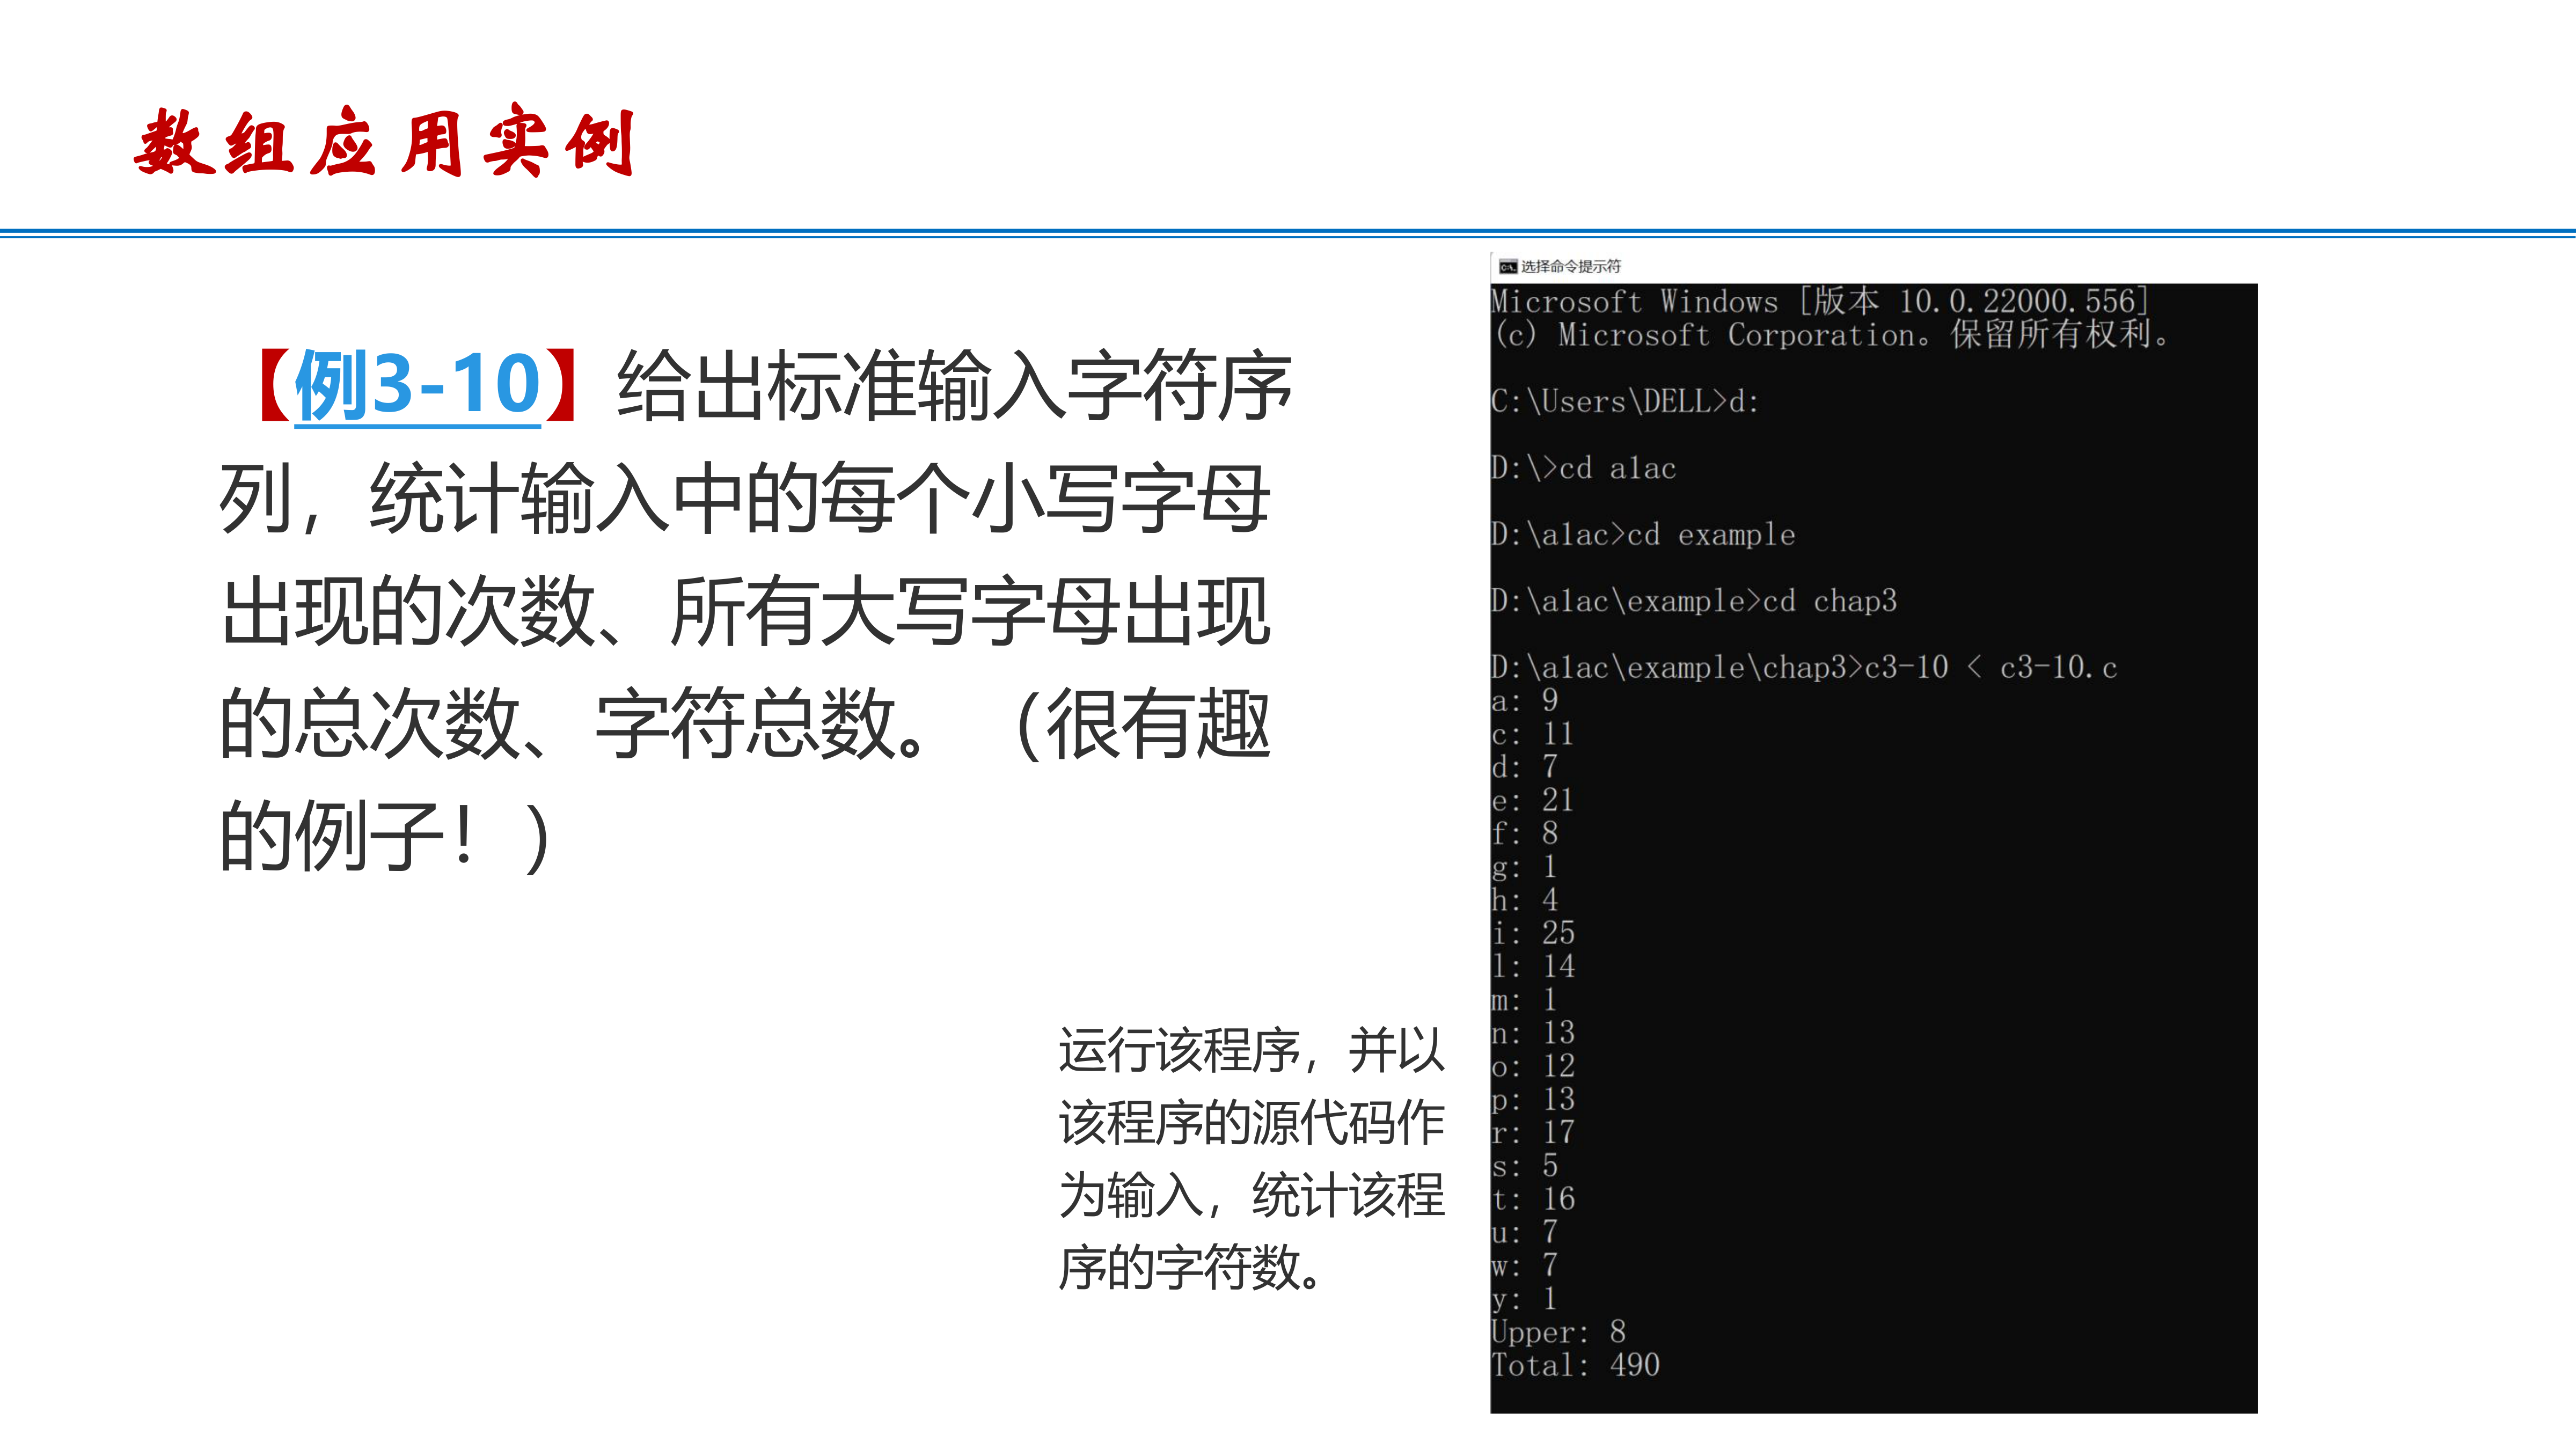 数组应用实例
【例3-10】给出标准输入字符序
列，统计输入中的每个小写字母
出现的次数、所有大写字母出现
的总次数、字符总数。（很有趣
的例子！）
运行该程序，并以
该程序的源代码作
为输入，统计该程
序的字符数。
选择命令提示符
Microsoft Windows [版本 10.0.22000.556]
(c) Microsoft Corporation。保留所有权利。
C:\Users\DELL>d:
D:\>cd a1ac
D:\a1ac>cd example
D:\a1ac\example>cd chap3
D:\a1ac\example\chap3>c3-10 < c3-10.c
a: 9
c: 11
d: 7
e: 21
f: 8
g: 1
h: 4
i: 25
l: 14
m: 1
n: 13
o: 12
p: 13
r: 17
s: 5
t: 16
u: 7
w: 7
y: 1
Upper: 8
Total: 490